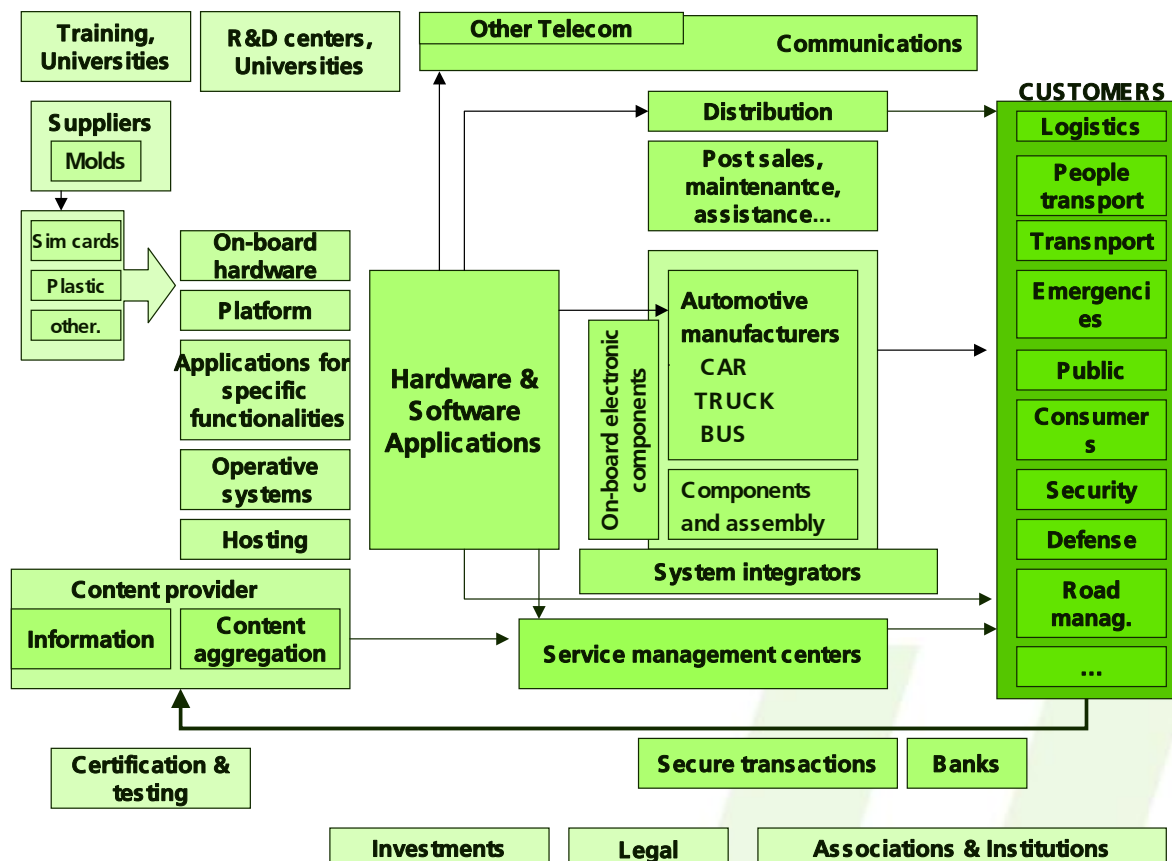 Training,
Universities
R&D centers,
Universities
Other Telecom
Communications
CUSTOMERS
Suppliers
Molds
Distribution
Logistics
Post sales,
maintenantce,
assistance...
People
transport
Sim cards
Plastic
other.
On-board
hardware
Transnport
Platform
Emergenci
es
Applications for
specific
functionalities
Hardware &
Software
Applications
On-board electronic
components
Automotive
manufacturers
CAR
TRUCK
BUS
Public
Consumer
s
Operative
systems
Components
and assembly
Security
Hosting
Defense
System integrators
Content provider
Information
Content
aggregation
Road
manag.
Service management centers
...
Certification &
testing
Secure transactions
Banks
Investments
Legal
Associations & Institutions